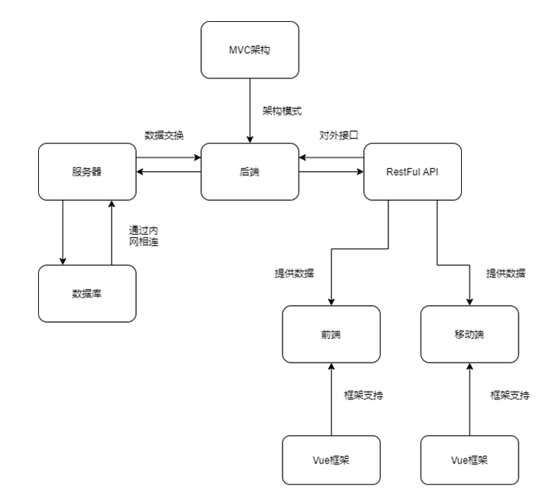 MVC架构
架构模式
数据交换
对外接口
服务器
后端
RestFul API
通过内
网相连
数据库
提供数据
提供数据
前端
移动端
框架支持
框架支持
Vue框架
Vue框架